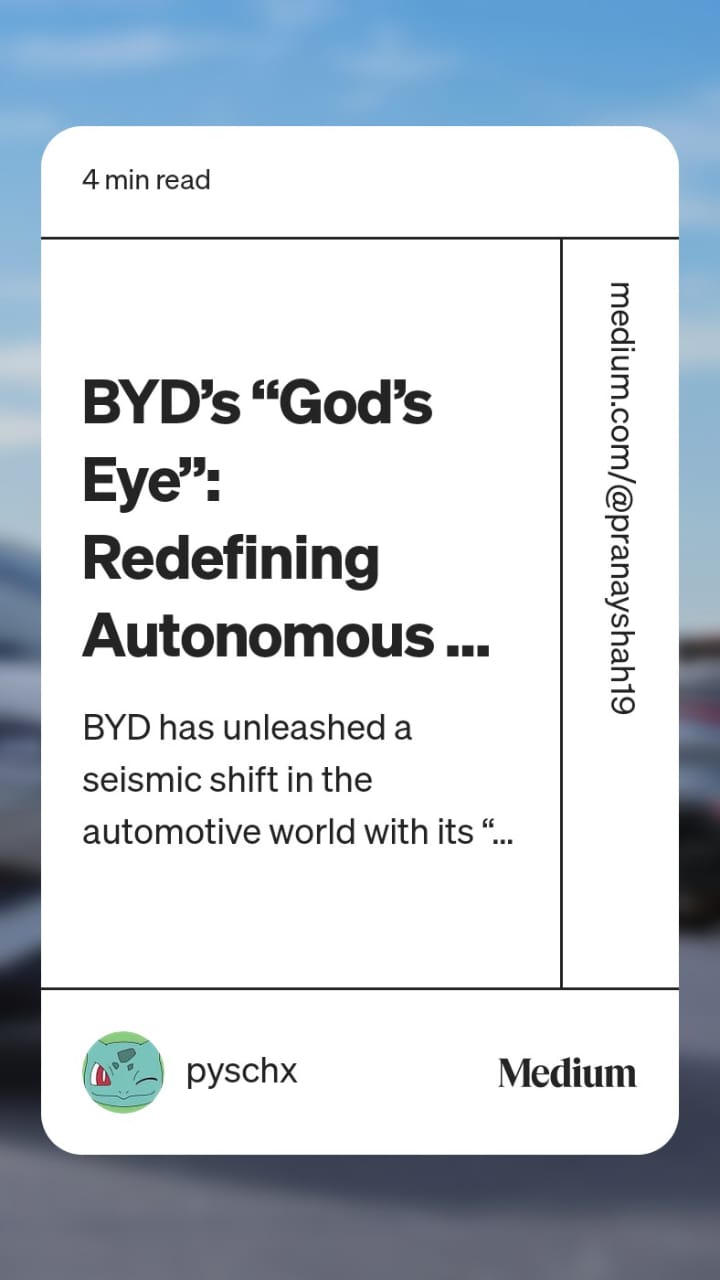 4 min read
BYD’s “God’s
Eye”:
Redefining
Autonomous ...
BYD has unleashed a
seismic shift in the
automotive world with its “...
medium.com/@pranayshah19
pyschx
Medium